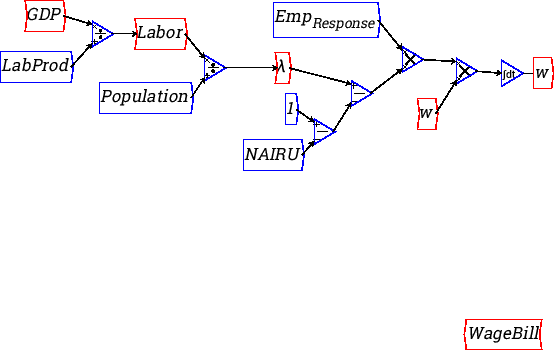 GDP
LabProd
÷
Labor
Population
÷
λ
1
NAIRU
−
−
Emp_Response
×
w
×
∫dt
w
WageBill